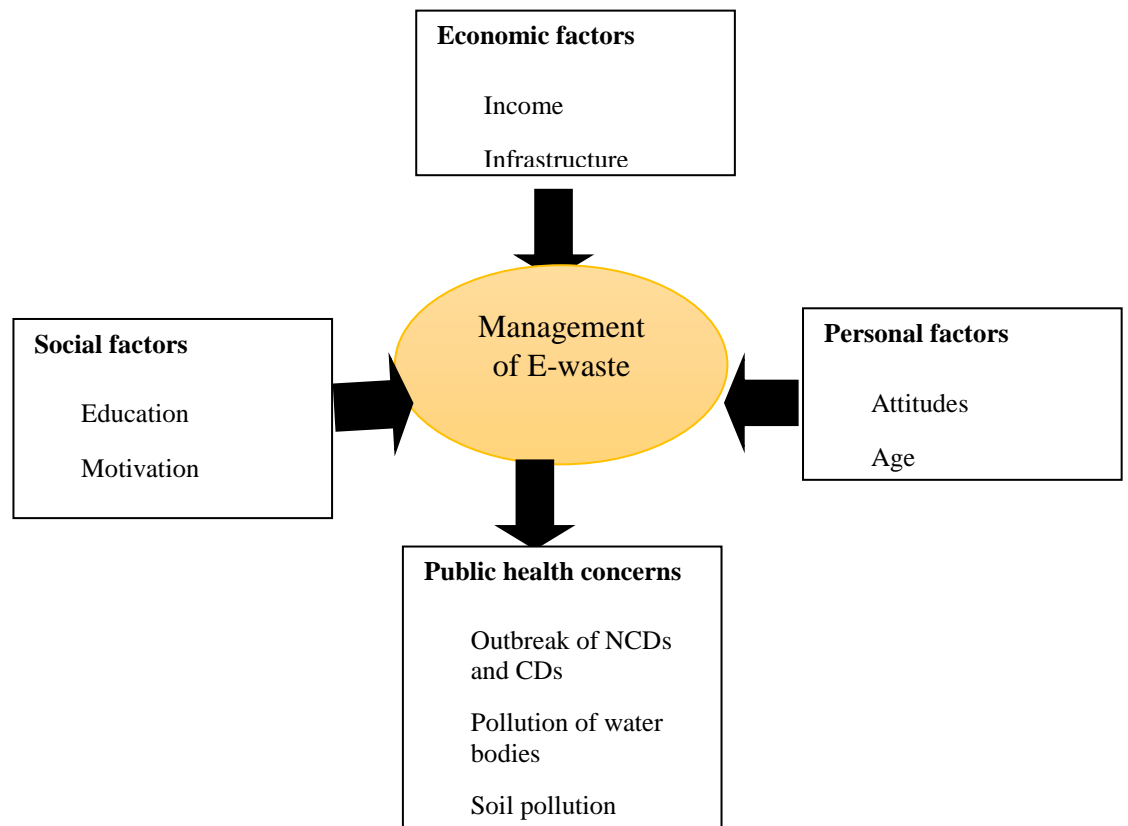 Economic factors
Income
Infrastructure
Management
of E-waste
Social factors
Education
Motivation
Personal factors
Attitudes
Age
Public health concerns
Outbreak of NCDs
and CDs
Pollution of water
bodies
Soil pollution